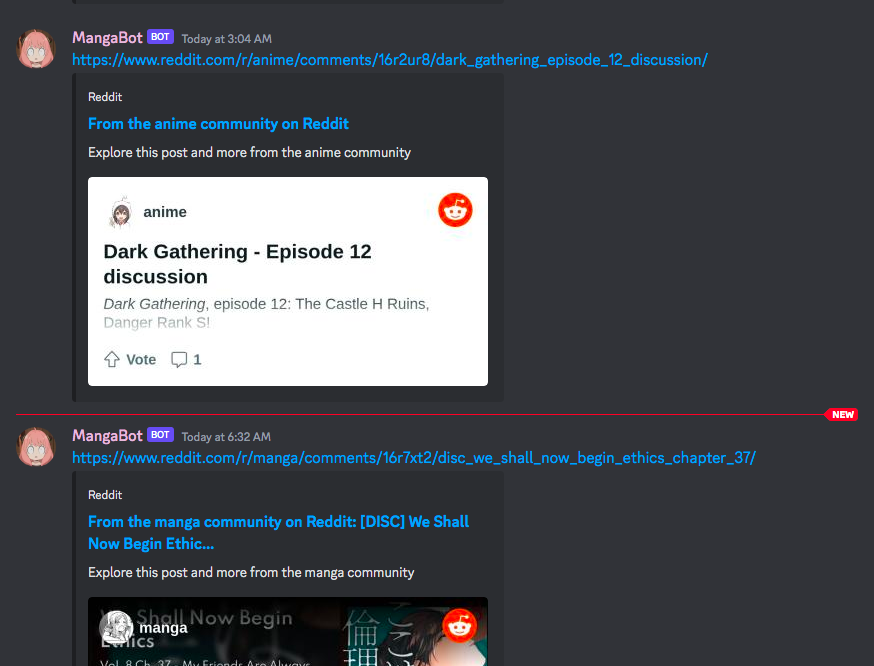 MangaBot BOT Today at 3:04 AM
https://www.reddit.com/r/anime/comments/16r2ur8/dark_gathering_episode_12_discussion/
Reddit
From the anime community on Reddit
Explore this post and more from the anime community
anime
Dark Gathering - Episode 12
discussion
Dark Gathering, episode 12: The Castle H Ruins,
Danger Rank S!
Vote 1
NEW
MangaBot BOT Today at 6:32 AM
https://www.reddit.com/r/manga/comments/16r7xt2/disc_we_shall_now_begin_ethics_chapter_37/
Reddit
From the manga community on Reddit: [DISC] We Shall
Now Begin Ethic...
Explore this post and more from the manga community
We Shall Now Begin
manga
Ethics
Vol. 8 Ch. 37 - My Friends Are Always
倫理
ここ